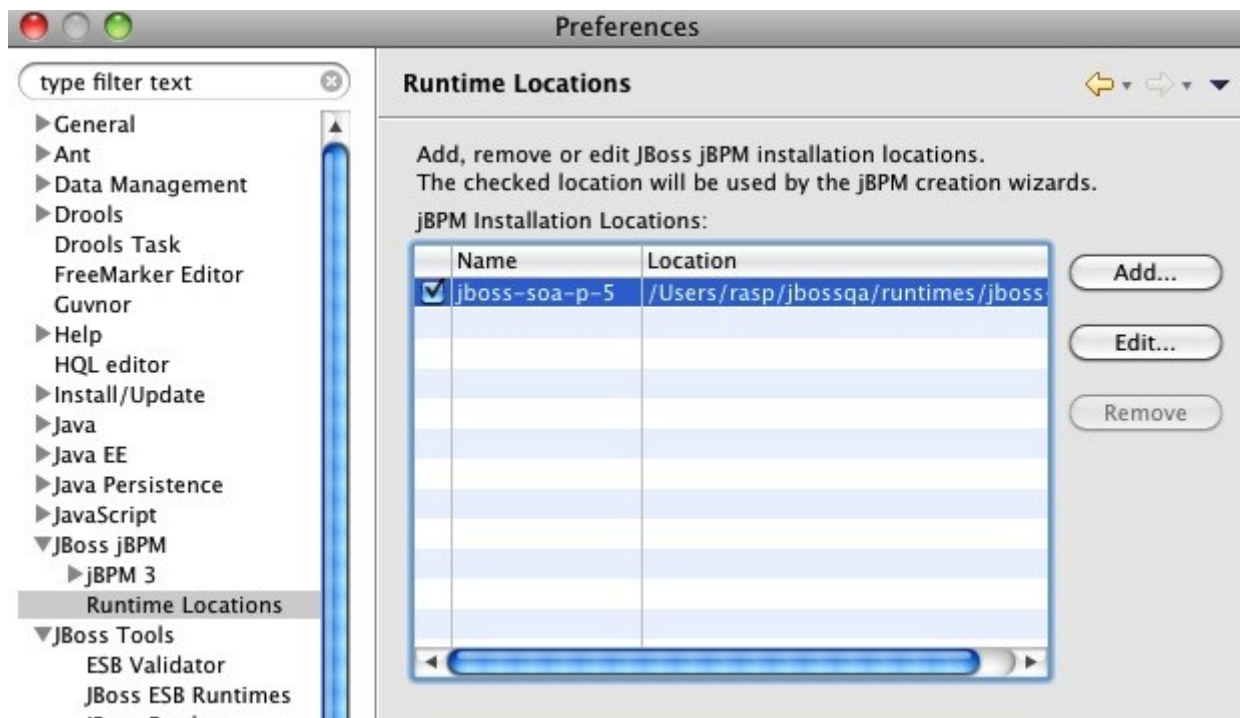 Preferences
type filter text
General
Ant
Data Management
Drools
Drools Task
FreeMarker Editor
Guvnor
Help
HQL editor
Install/Update
Java
Java EE
Java Persistence
JavaScript
JBoss jBPM
jBPM 3
Runtime Locations
JBoss Tools
ESB Validator
JBoss ESB Runtimes
Runtime Locations
Add, remove or edit JBoss jBPM installation locations.
The checked location will be used by the jBPM creation wizards.
jBPM Installation Locations:
Name Location
jboss-soa-p-5 /Users/rasp/jbossqa/runtimes/jboss-
Add...
Edit...
Remove